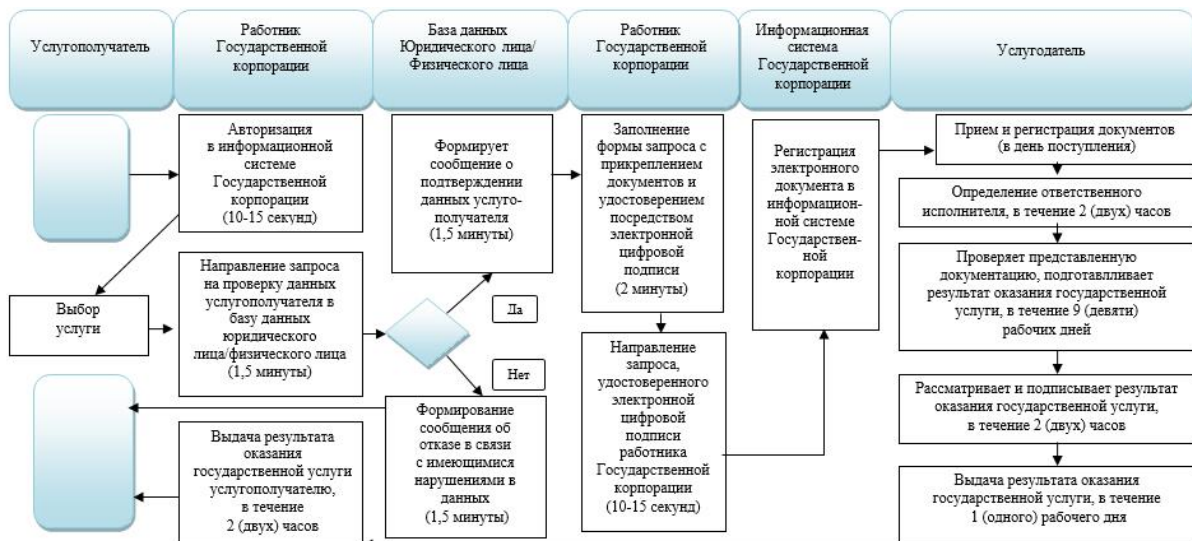 Услугополучатель
Работник
Государственной
корпорации
База данных
Юридического лица/
Физического лица
Работник
Государственной
корпорации
Информационная
система
Государственной
корпорации
Услугодатель
Авторизация
в информационной
системе
Государственной
корпорации
(10-15 секунд)
Формирует
сообщение о
подтверждении
данных услуго-
получателя
(1,5 минуты)
Заполнение
формы запроса с
прикреплением
документов и
удостоверением
посредством
электронной
цифровой
подписи
(2 минуты)
Регистрация
электронного
документа в
информацион-
ной системе
Государствен-
ной
корпорации
Прием и регистрация документов
(в день поступления)
Определение ответственного
исполнителя, в течение 2 (двух) часов
Проверяет представленную
документацию, подготавлливает
результат оказания государственной
услуги, в течение 9 (девяти)
рабочих дней
Выбор
услуги
Направление запроса
на проверку данных
услугополучателя в
базу данных
юридического
лица/физического лица
(1,5 минуты)
Да
Нет
Направление
запроса,
удостоверенного
электронной
цифровой
подписи
работника
Государственной
корпорации
(10-15 секунд)
Рассматривает и подписывает результат
оказания государственной услуги,
в течение 2 (двух) часов
Выдача результата
оказания
государственной услуги
услугополучателю,
в течение
2 (двух) часов
Формирование
сообщения об
отказе в связи
с имеющимися
нарушениями в
данных
(1,5 минуты)
Выдача результата оказания
государственной услуги, в течение
1 (одного) рабочего дня